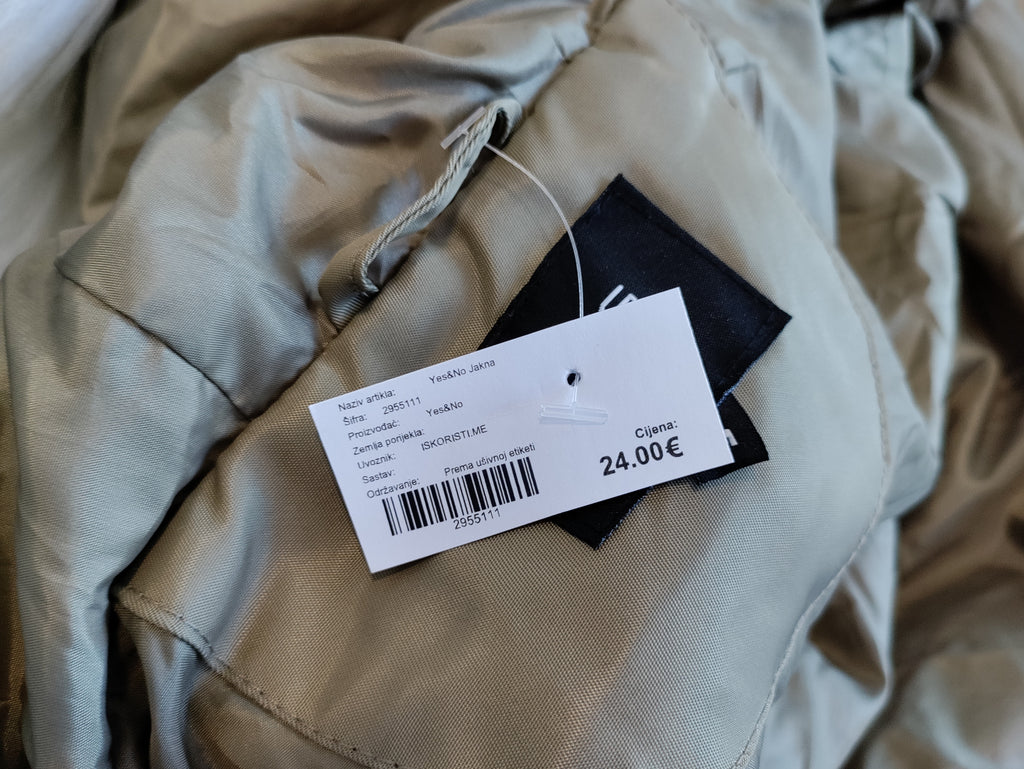 Naziv artikla: Yes&No Jakna
Šifra: 2955111
Proizvođač: Yes&No
Zemlja porijekla:
Uvoznik: ISKORISTI.ME
Sastav:
Održavanje: Prema ušivnoj etiketi
2955111
Cijena:
24.00€